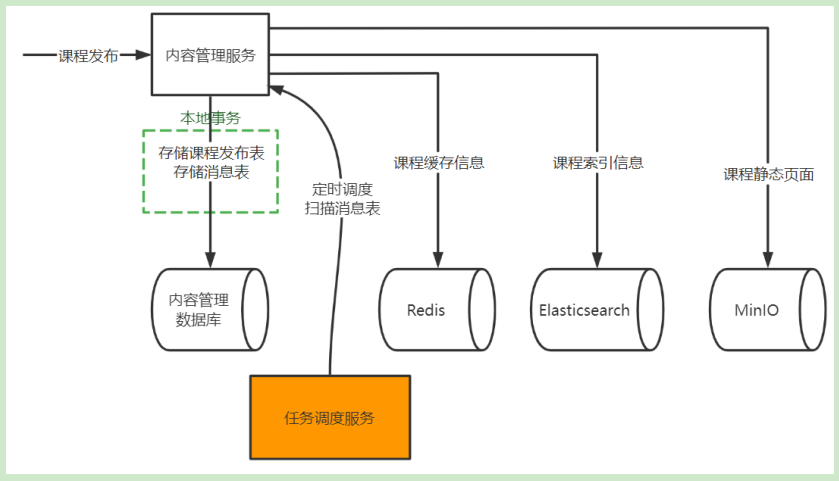 课程发布
内容管理服务
本地事务
存储课程发布表
存储消息表
定时调度
扫描消息表
课程缓存信息
课程索引信息
课程静态页面
内容管理
数据库
Redis
Elasticsearch
MinIO
任务调度服务